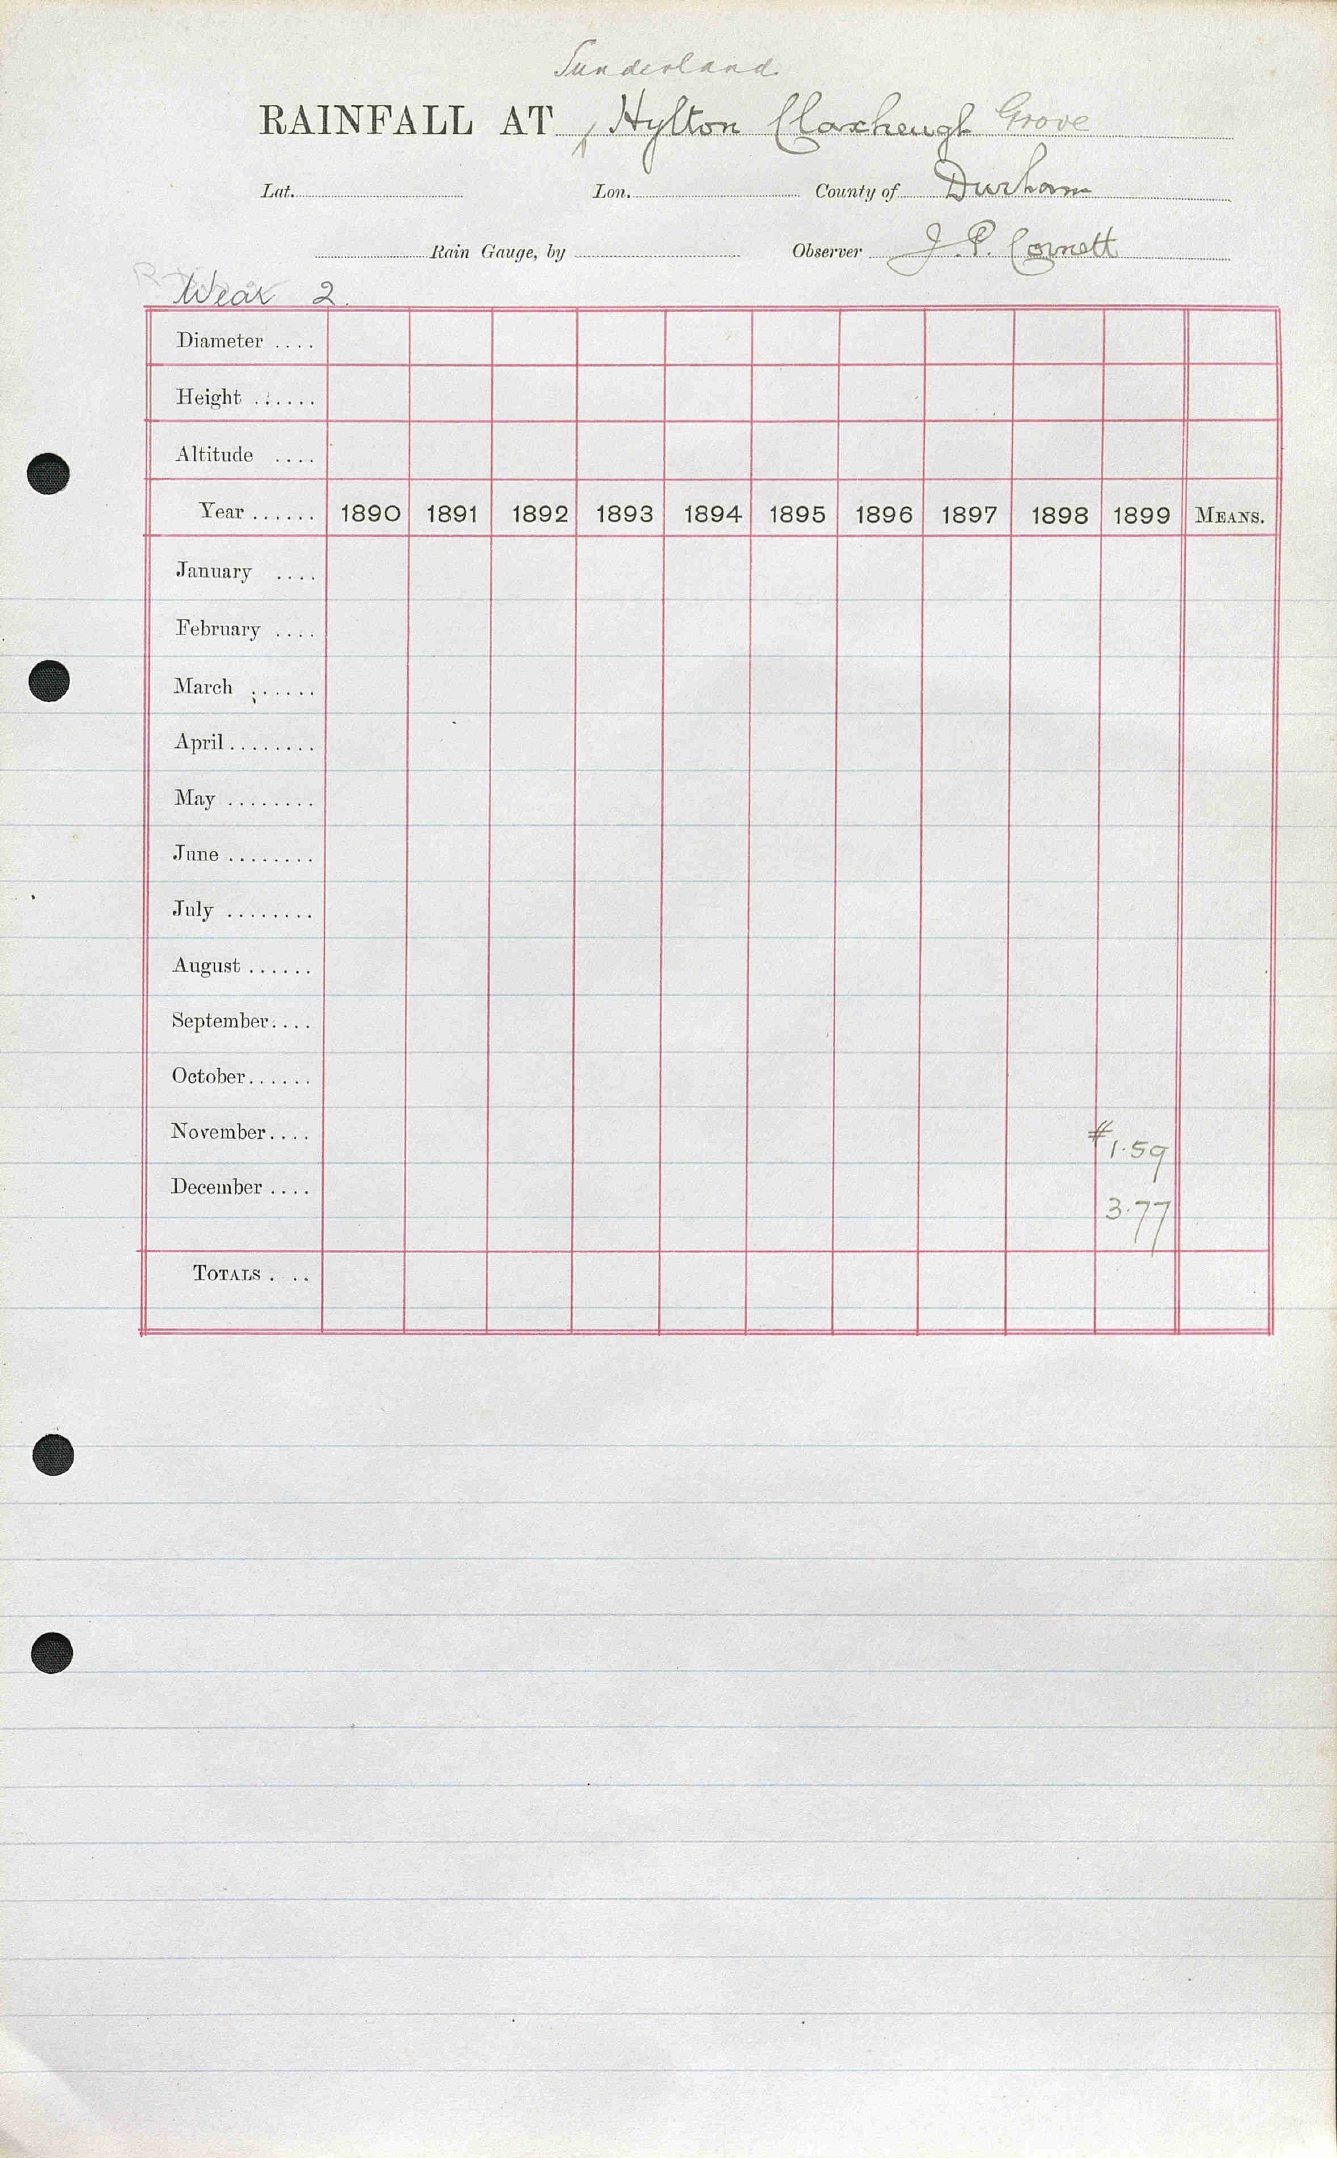 Sunderland
RAINFALL AT Hylton Claxheugh Grove
Lat. Lon. County of Durham
Rain Gauge, by Observer J. P. Cornett
Wear 2.
Diameter ....
Height ......
Altitude ....
Year ...... 1890 1891 1892 1893 1894 1895 1896 1897 1898 1899 MEANS.
January ....
February ....
March ......
April ........
May ........
June ........
July ........
August ......
September....
October......
November.... #1.59
December .... 3.77
TOTALS . ..